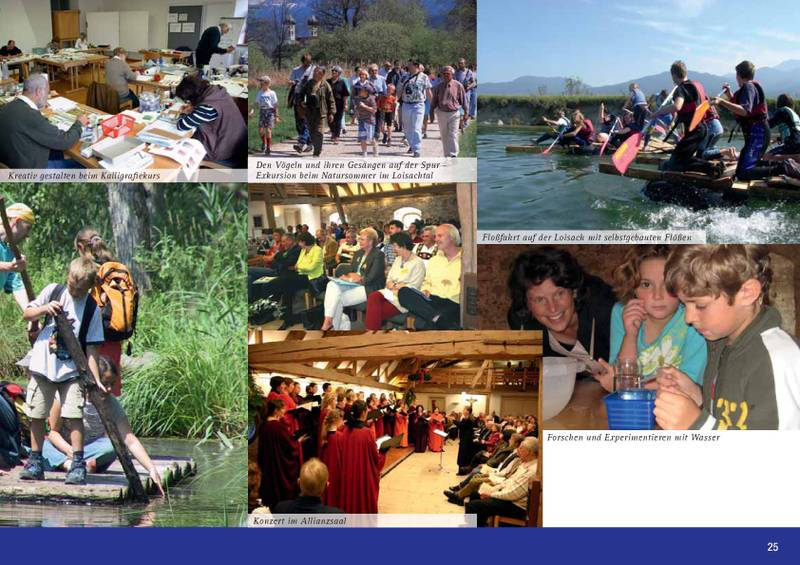 Kreativ gestalten beim Kalligrafiekurs
Den Vögeln und ihren Gesängen auf der Spur –
Exkursion beim Natursommer im Loisachtal
Floßfahrt auf der Loisach mit selbstgebauten Flößen
Forschen und Experimentieren mit Wasser
Konzert im Allianzsaal
25